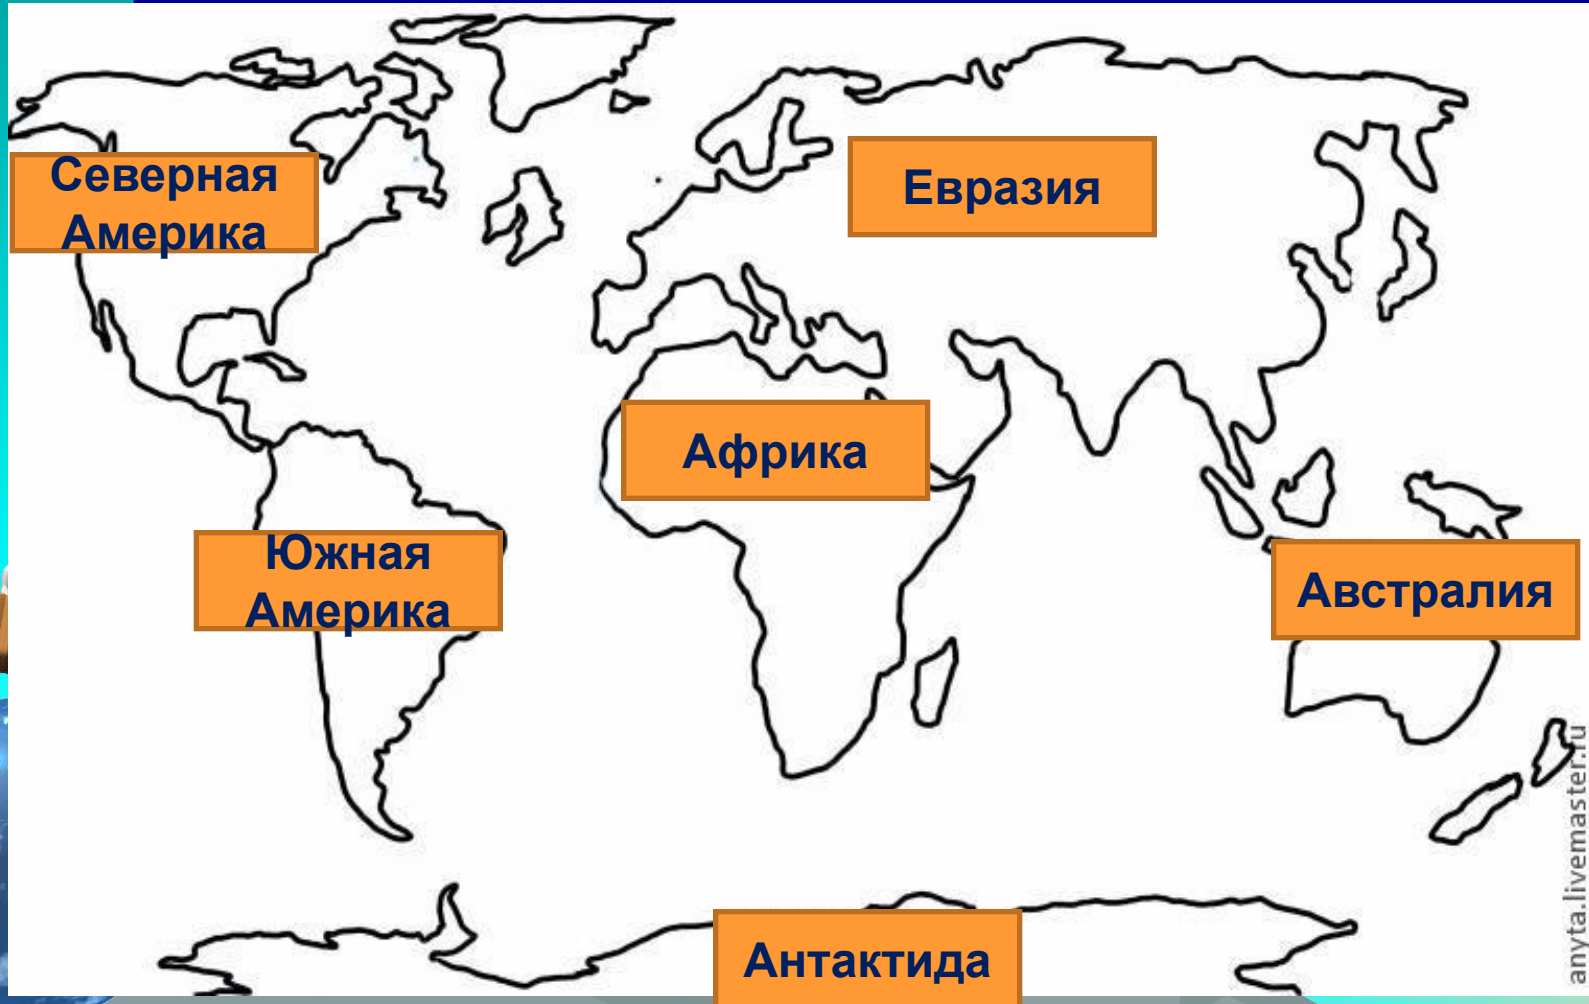 Северная
Америка
Евразия
Африка
Южная
Америка
Австралия
Антактида
anyta.livemaster.ru